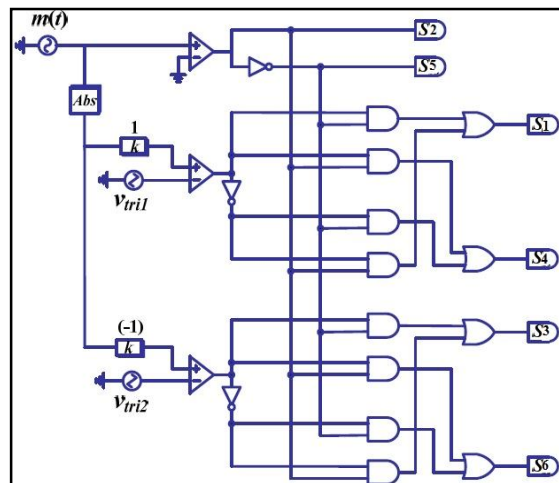 m(t)
S2
S5
Abs
1
k
S1
+
-
+
-
v_tri1
S4
(-1)
k
S3
+
-
v_tri2
S6